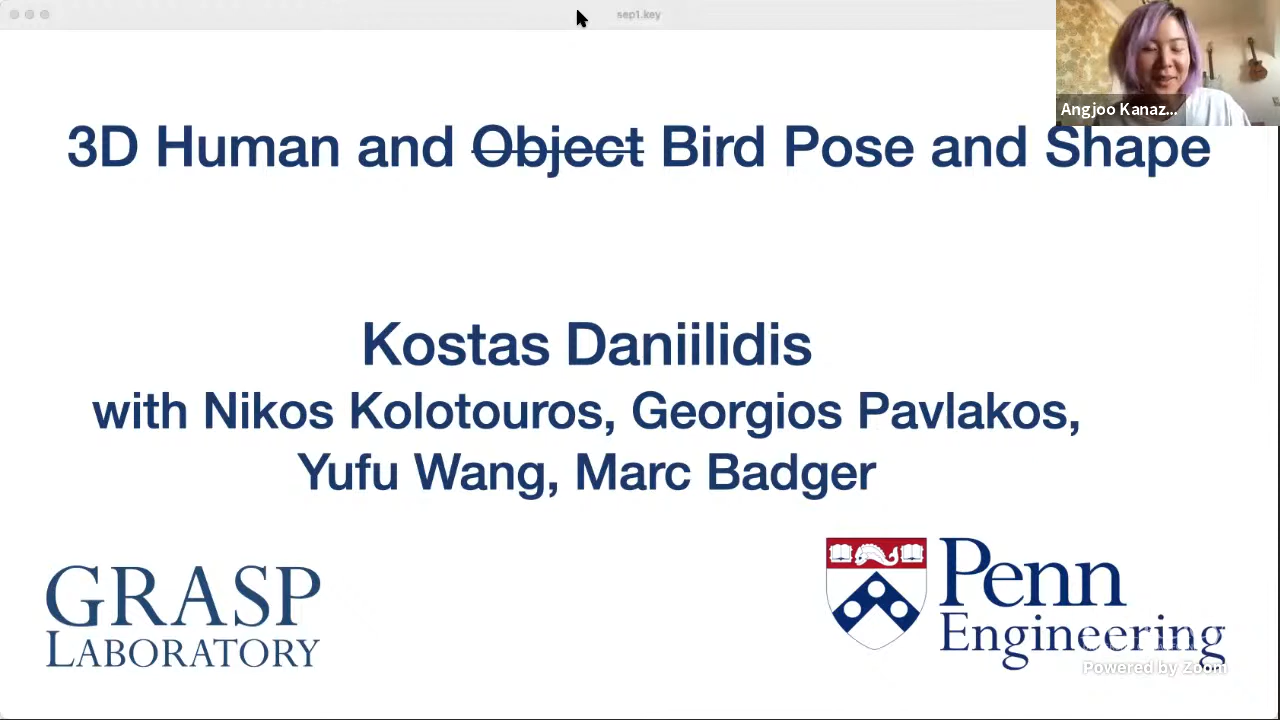 sep1.key
Angjoo Kanaz...
3D Human and Object Bird Pose and Shape
Kostas Daniilidis
with Nikos Kolotouros, Georgios Pavlakos,
Yufu Wang, Marc Badger
GRASP
LABORATORY
Penn
Engineering
Powered by Zoom